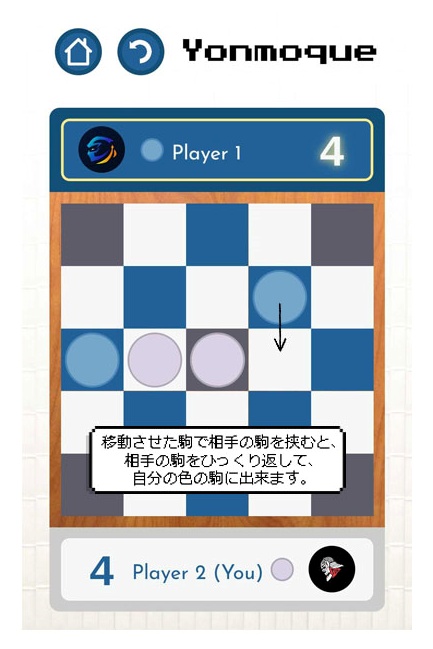 Yonmoque
Player 1
4
移動させた駒で相手の駒を挟むと、
相手の駒をひっくり返して、
自分の色の駒に出来ます。
4 Player 2 (You)